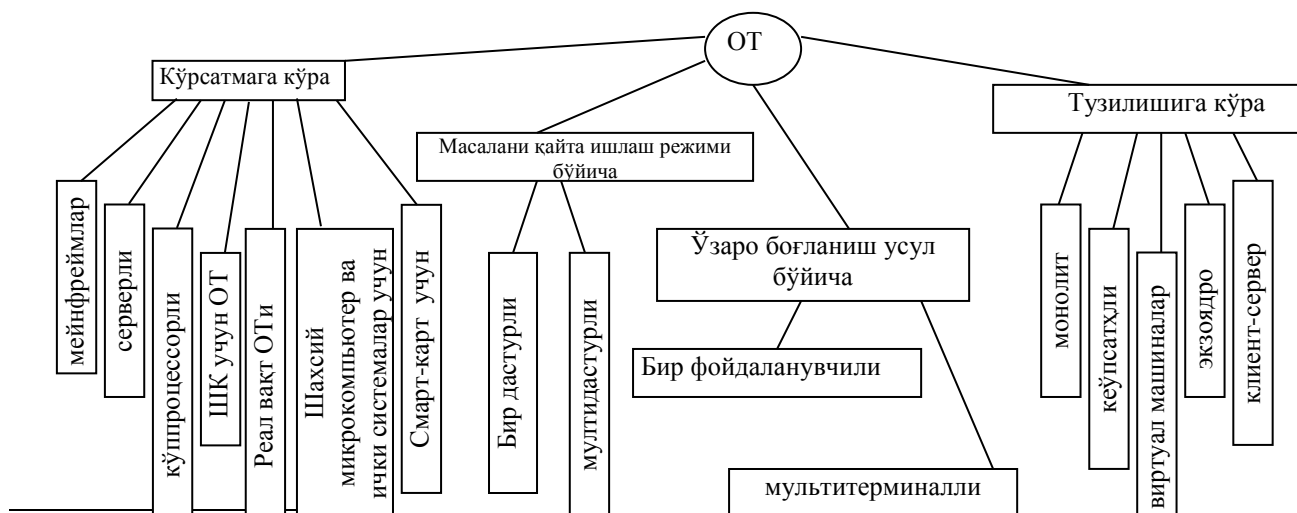 ОТ
Кўрсатмага кўра
мейнфреймлар
серверли
кўппроцессорли
ШК учун ОТ
Реал вақт ОТи
Шахсий
микрокомпьютер ва
ички системалар учун
Смарт-карт учун
Масалани қайта ишлаш режими
бўйича
Бир дастурли
мултидастурли
Ўзаро боғланиш усул
бўйича
Бир фойдаланувчили
мультитерминалли
Тузилишига кўра
монолит
кеўпсатҳли
виртуал машиналар
экзоядро
клиент-сервер